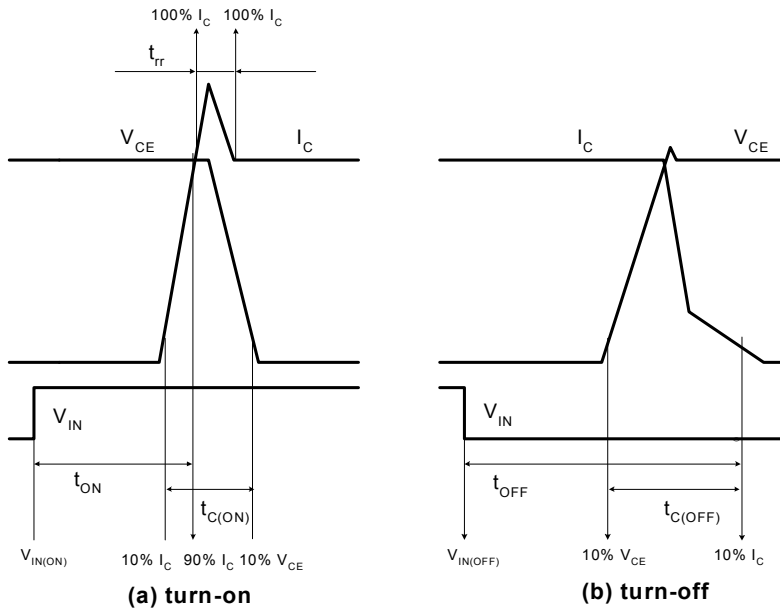 100% I_C 100% I_C
t_rr
V_CE I_C I_C V_CE
V_IN V_IN
t_ON t_OFF
t_C(ON) t_C(OFF)
V_IN(ON) 10% I_C 90% I_C 10% V_CE V_IN(OFF) 10% V_CE 10% I_C
(a) turn-on (b) turn-off